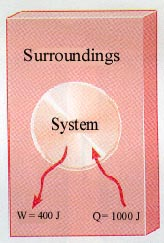 Surroundings
System
W = 400 J
Q = 1000 J